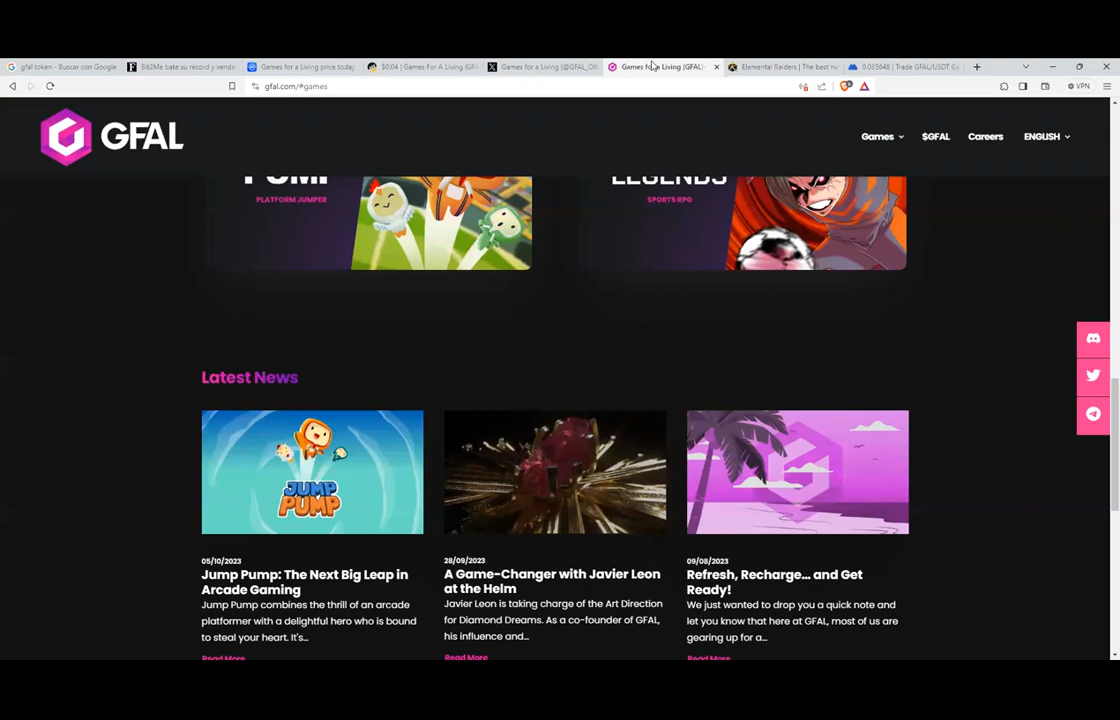 gfal token - Buscar con Google
Bit2Me bate su récord y vende
Games for a Living price today,
$0.04 | Games For A Living (GFA
Games for a Living (@GFAL_Offi
Games for a Living (GFAL) -
Elemental Raiders | The best ne
0.035648 | Trade GFAL/USDT Ga
gfal.com/#games
VPN
GFAL
Games
$GFAL
Careers
ENGLISH
PLATFORM JUMPER
LEGENDS
SPORTS RPG
Latest News
JUMP
PUMP
05/10/2023
Jump Pump: The Next Big Leap in
Arcade Gaming
Jump Pump combines the thrill of an arcade
platformer with a delightful hero who is bound
to steal your heart. It's...
Read More
28/09/2023
A Game-Changer with Javier Leon
at the Helm
Javier Leon is taking charge of the Art Direction
for Diamond Dreams. As a co-founder of GFAL,
his influence and...
Read More
09/08/2023
Refresh, Recharge... and Get
Ready!
We just wanted to drop you a quick note and
let you know that here at GFAL, most of us are
gearing up for a...
Read More